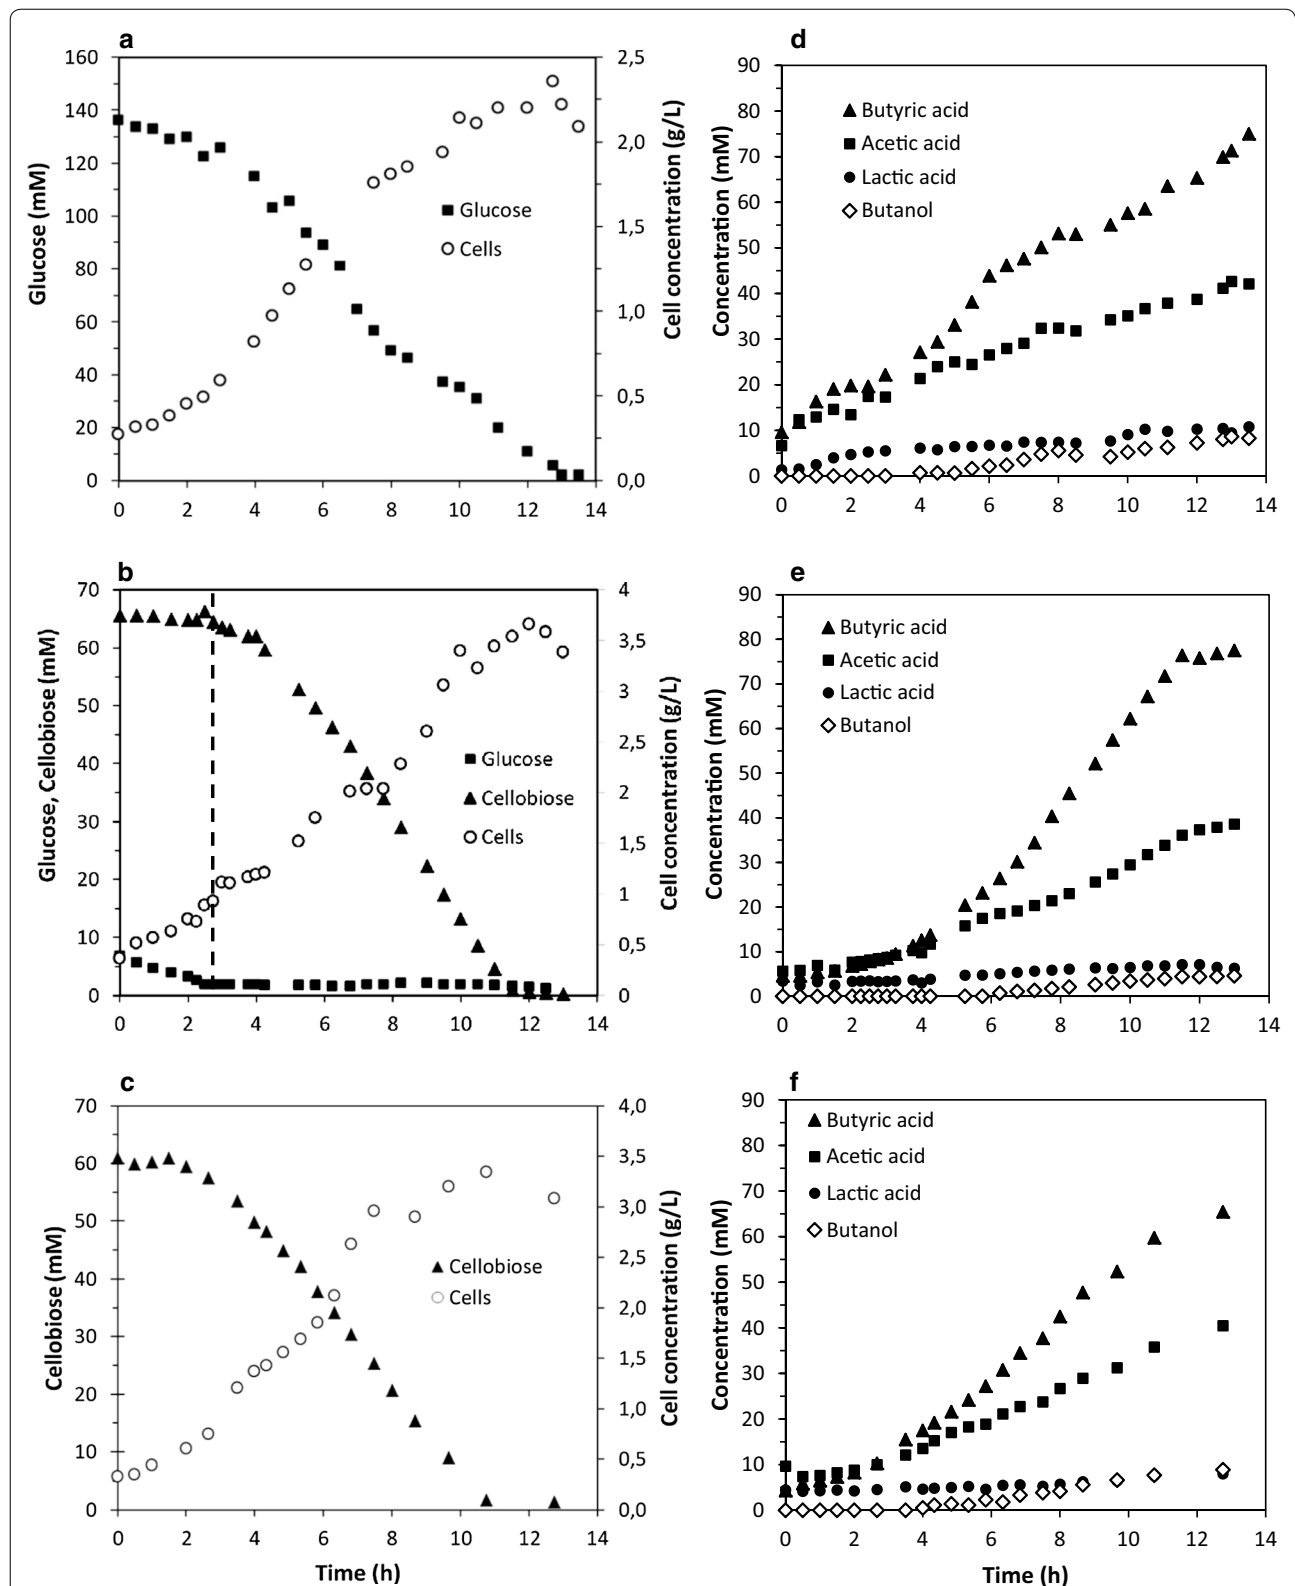 a
160
140
120
100
80
60
40
20
0
Glucose (mM)
2,5
2,0
1,5
1,0
0,5
0,0
Cell concentration (g/L)
Glucose
Cells
0 2 4 6 8 10 12 14
d
90
80
70
60
50
40
30
20
10
0
Concentration (mM)
Butyric acid
Acetic acid
Lactic acid
Butanol
0 2 4 6 8 10 12 14
b
70
60
50
40
30
20
10
0
Glucose, Cellobiose (mM)
4
3,5
3
2,5
2
1,5
1
0,5
0
Cell concentration (g/L)
Glucose
Cellobiose
Cells
0 2 4 6 8 10 12 14
e
90
80
70
60
50
40
30
20
10
0
Concentration (mM)
Butyric acid
Acetic acid
Lactic acid
Butanol
0 2 4 6 8 10 12 14
c
70
60
50
40
30
20
10
0
Cellobiose (mM)
4,0
3,5
3,0
2,5
2,0
1,5
1,0
0,5
0,0
Cell concentration (g/L)
Cellobiose
Cells
0 2 4 6 8 10 12 14
Time (h)
f
90
80
70
60
50
40
30
20
10
0
Concentration (mM)
Butyric acid
Acetic acid
Lactic acid
Butanol
0 2 4 6 8 10 12 14
Time (h)